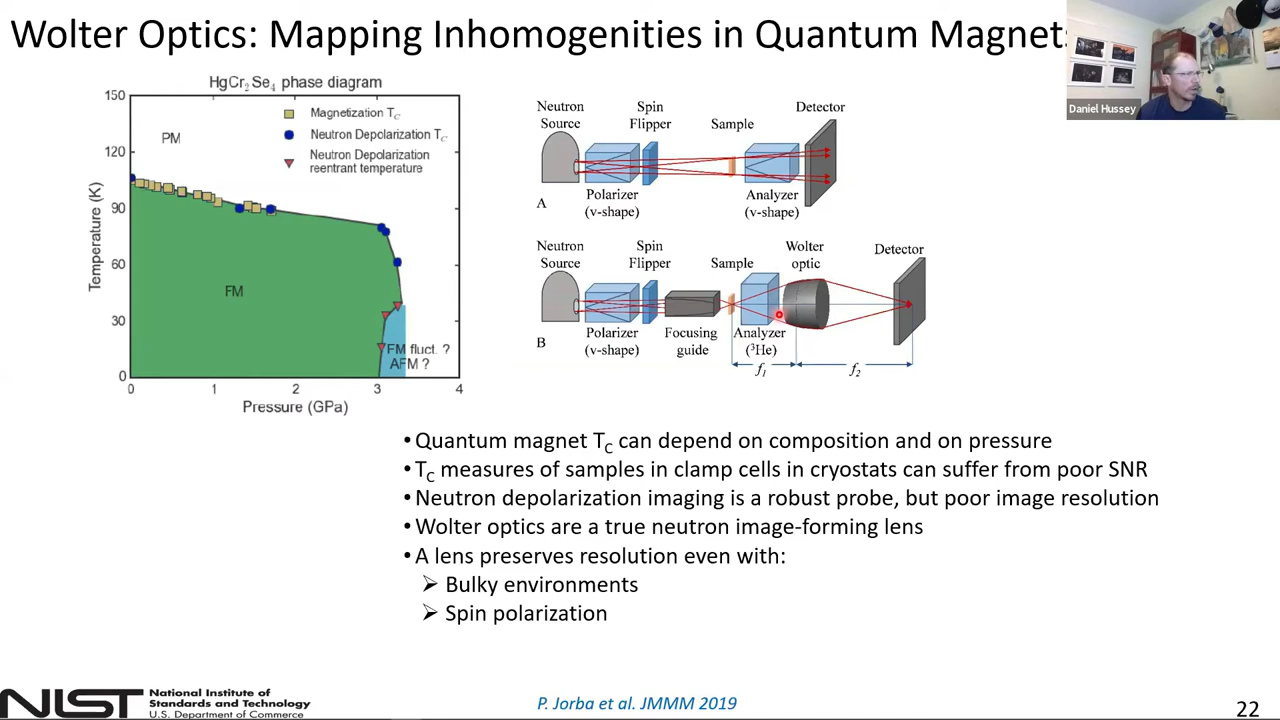 Wolter Optics: Mapping Inhomogenities in Quantum Magnets
Daniel Hussey
HgCr2Se4 phase diagram
150
120
90
60
30
0
Temperature (K)
PM
Magnetization TC
Neutron Depolarization TC
Neutron Depolarization
reentrant temperature
FM
FM fluct. ?
AFM ?
0
1
2
3
4
Pressure (GPa)
Neutron
Source
Spin
Flipper
Sample
Detector
Polarizer
(v-shape)
Analyzer
(v-shape)
A
Neutron
Source
Spin
Flipper
Sample
Wolter
optic
Detector
Polarizer
(v-shape)
Focusing
guide
Analyzer
(³He)
B
f1
f2
• Quantum magnet TC can depend on composition and on pressure
• TC measures of samples in clamp cells in cryostats can suffer from poor SNR
• Neutron depolarization imaging is a robust probe, but poor image resolution
• Wolter optics are a true neutron image-forming lens
• A lens preserves resolution even with:
➢ Bulky environments
➢ Spin polarization
NIST
National Institute of
Standards and Technology
U.S. Department of Commerce
P. Jorba et al. JMMM 2019
22